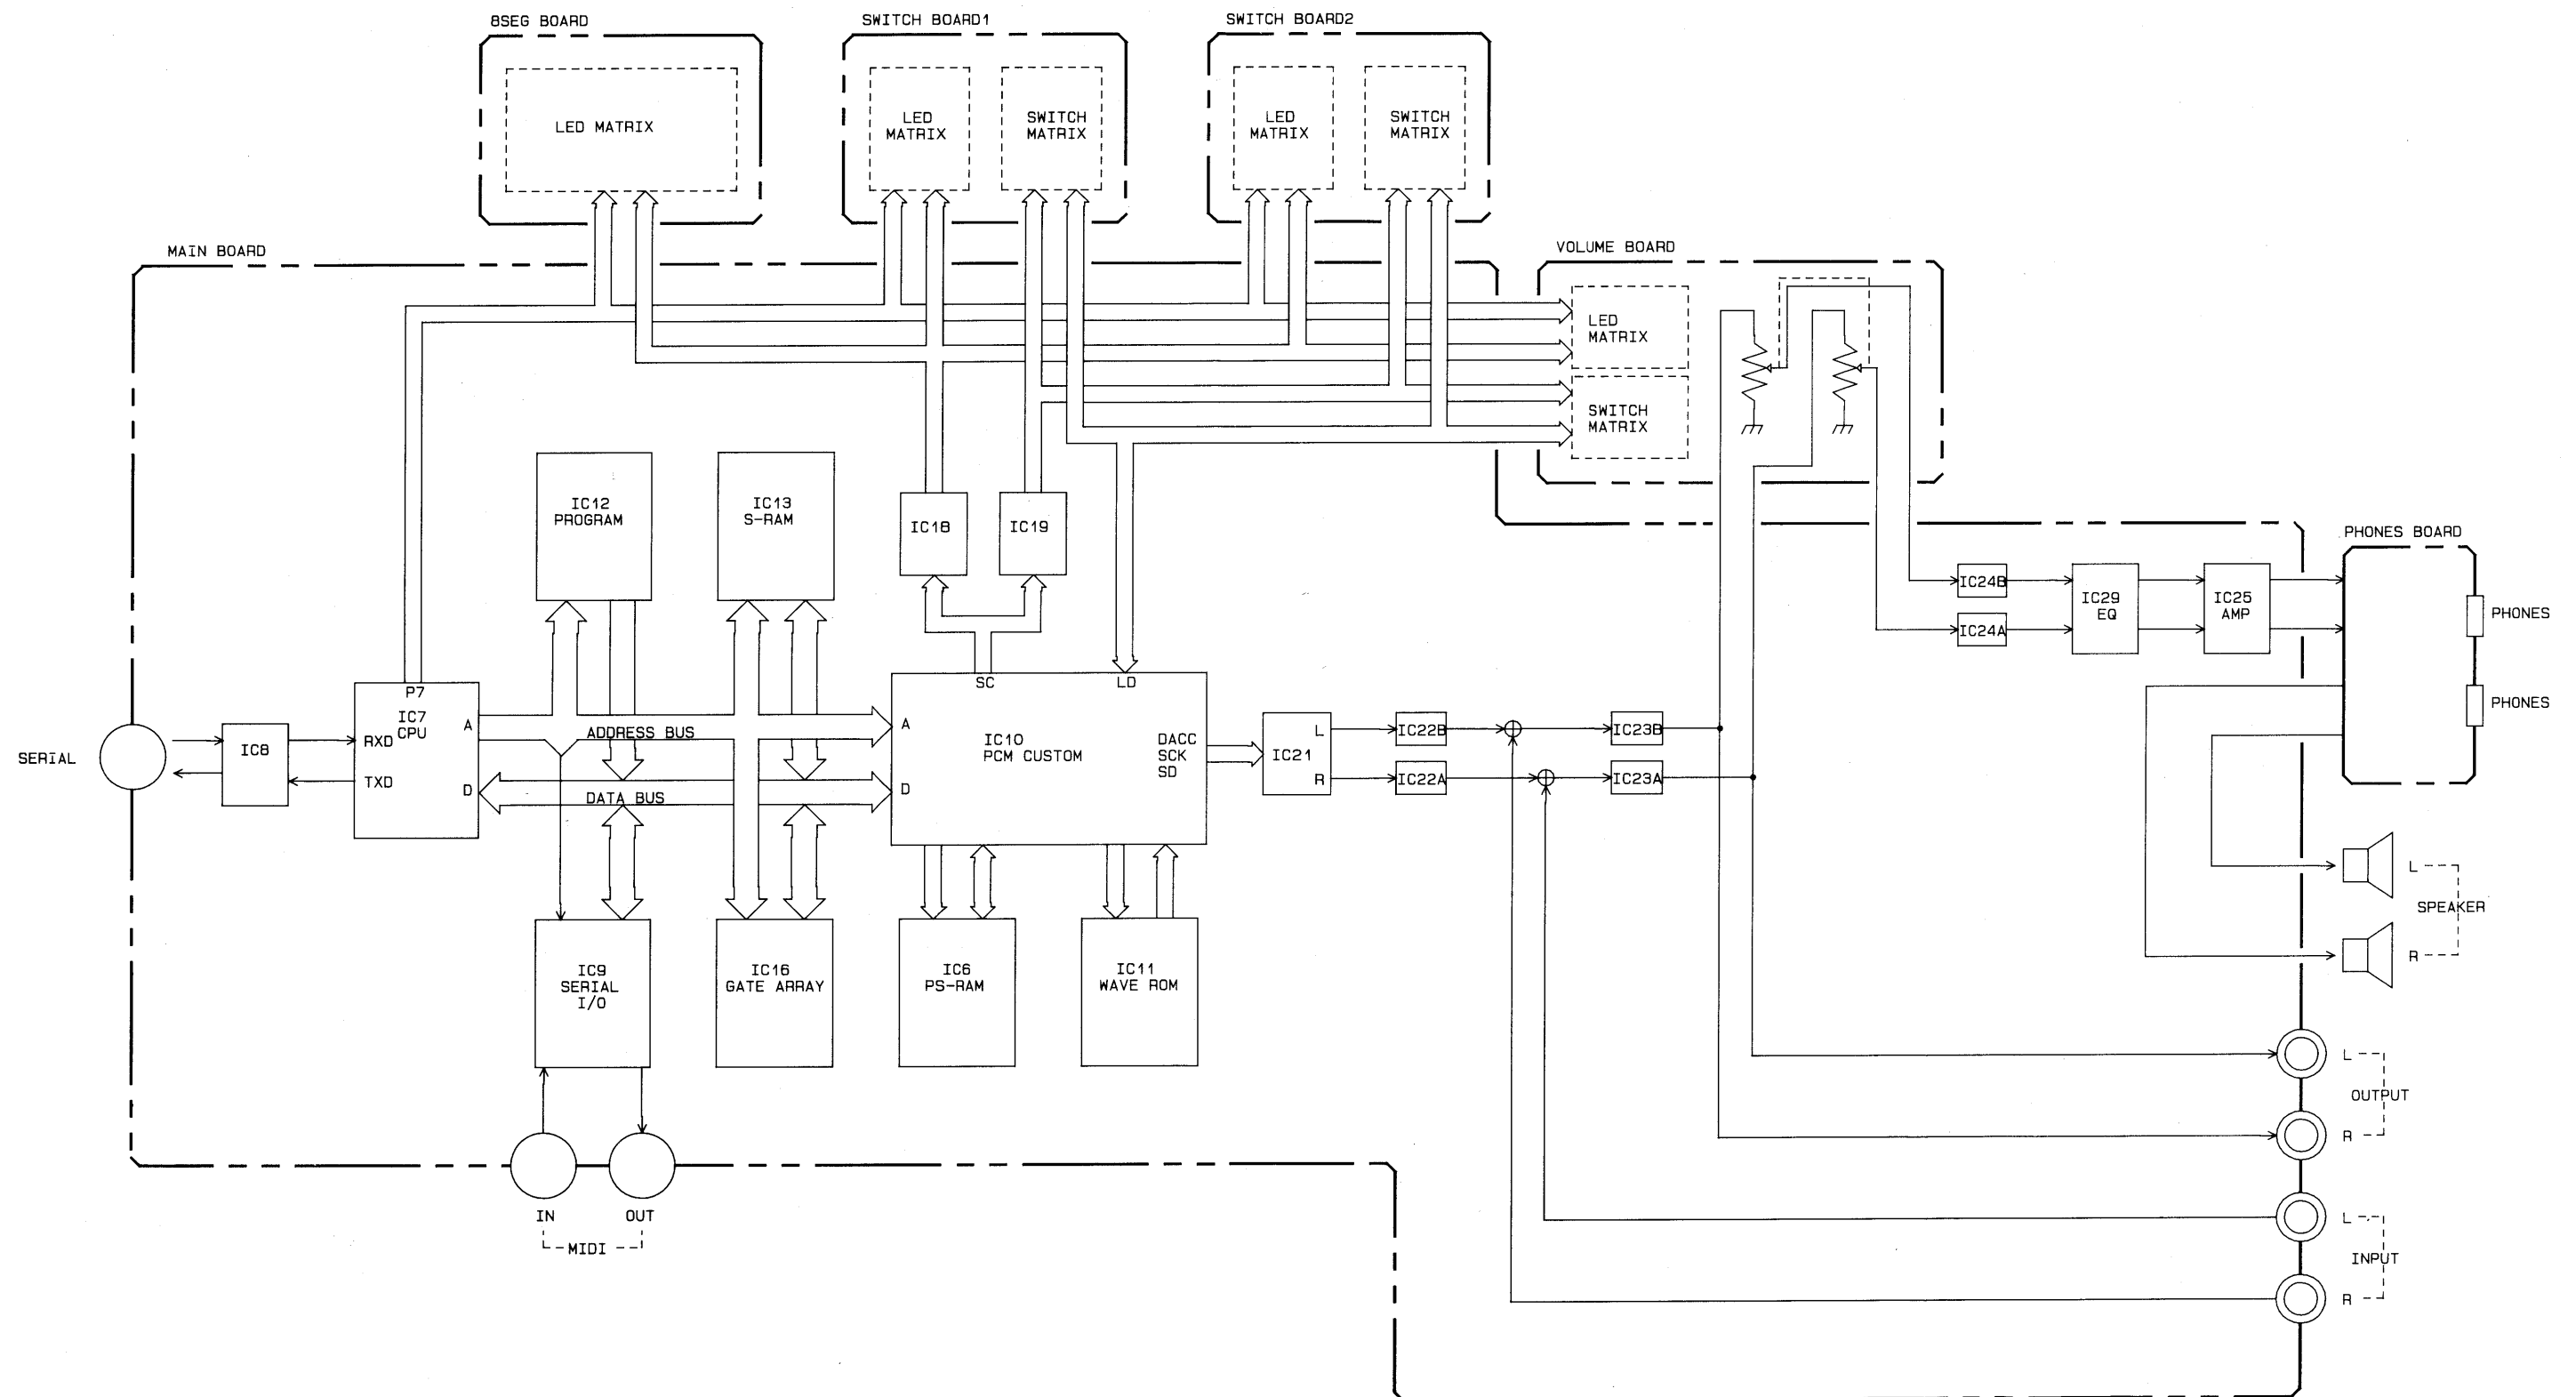 8SEG BOARD
SWITCH BOARD1
SWITCH BOARD2
LED MATRIX
LED
MATRIX
SWITCH
MATRIX
LED
MATRIX
SWITCH
MATRIX
MAIN BOARD
VOLUME BOARD
LED
MATRIX
SWITCH
MATRIX
IC12
PROGRAM
IC13
S-RAM
IC18
IC19
PHONES BOARD
IC24B
IC29
EQ
IC25
AMP
PHONES
IC24A
PHONES
SERIAL
IC8
P7
IC7
CPU
RXD
TXD
A
D
ADDRESS BUS
DATA BUS
SC
LD
A
D
IC10
PCM CUSTOM
DACC
SCK
SD
IC21
L
R
IC22B
IC22A
IC23B
IC23A
L
SPEAKER
R
IC9
SERIAL
I/O
IC16
GATE ARRAY
IC6
PS-RAM
IC11
WAVE ROM
L
OUTPUT
R
IN
OUT
MIDI
L
INPUT
R